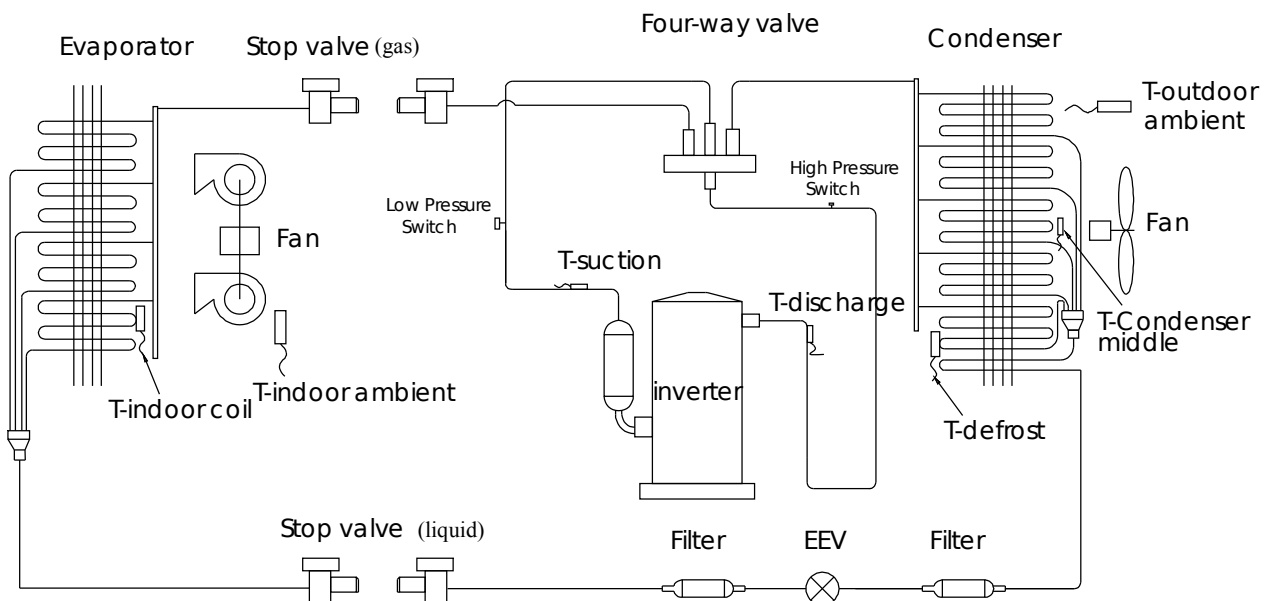 Four-way valve
Evaporator
Stop valve (gas)
Condenser
T-outdoor
ambient
High Pressure
Switch
Low Pressure
Switch
Fan
Fan
T-suction
T-discharge
T-Condenser
middle
inverter
T-indoor ambient
T-indoor coil
T-defrost
Stop valve (liquid)
Filter
EEV
Filter